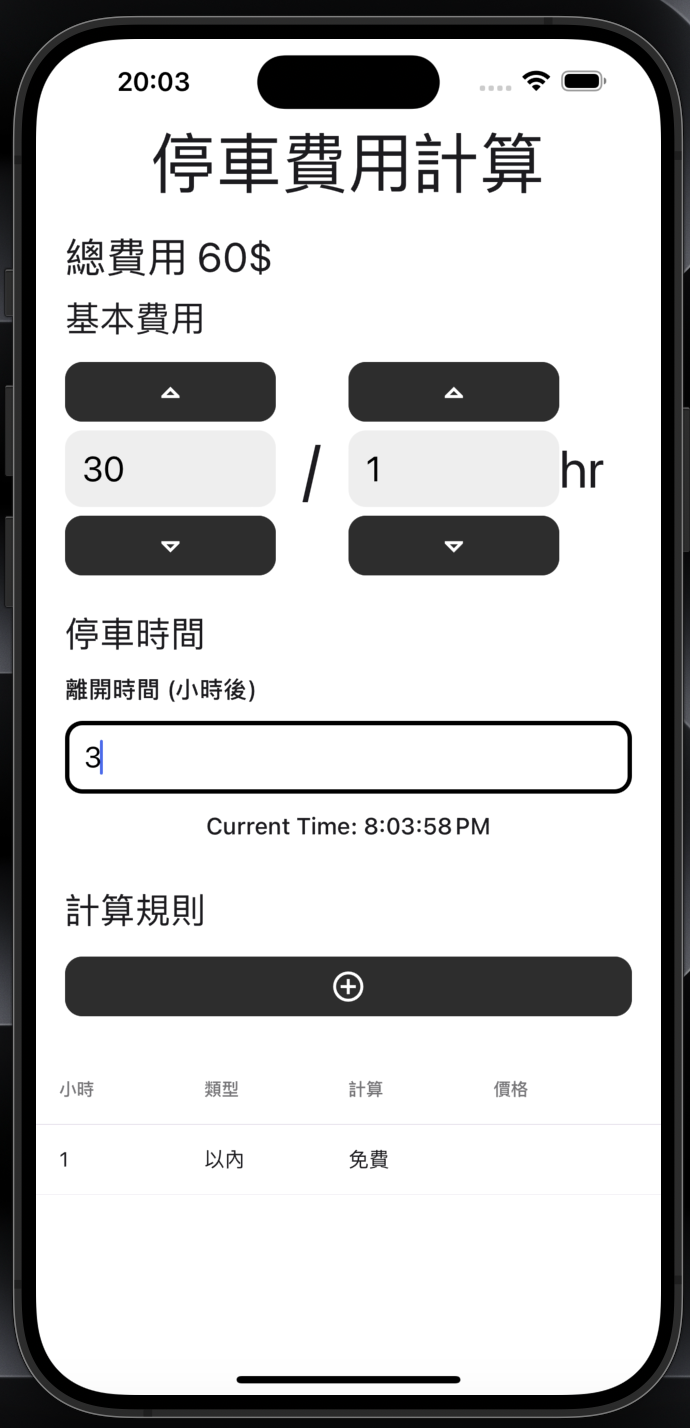 20:03
停車費用計算
總費用 60$
基本費用
30 / 1 hr
停車時間
離開時間 (小時後)
3
Current Time: 8:03:58 PM
計算規則
小時 類型 計算 價格
1 以內 免費